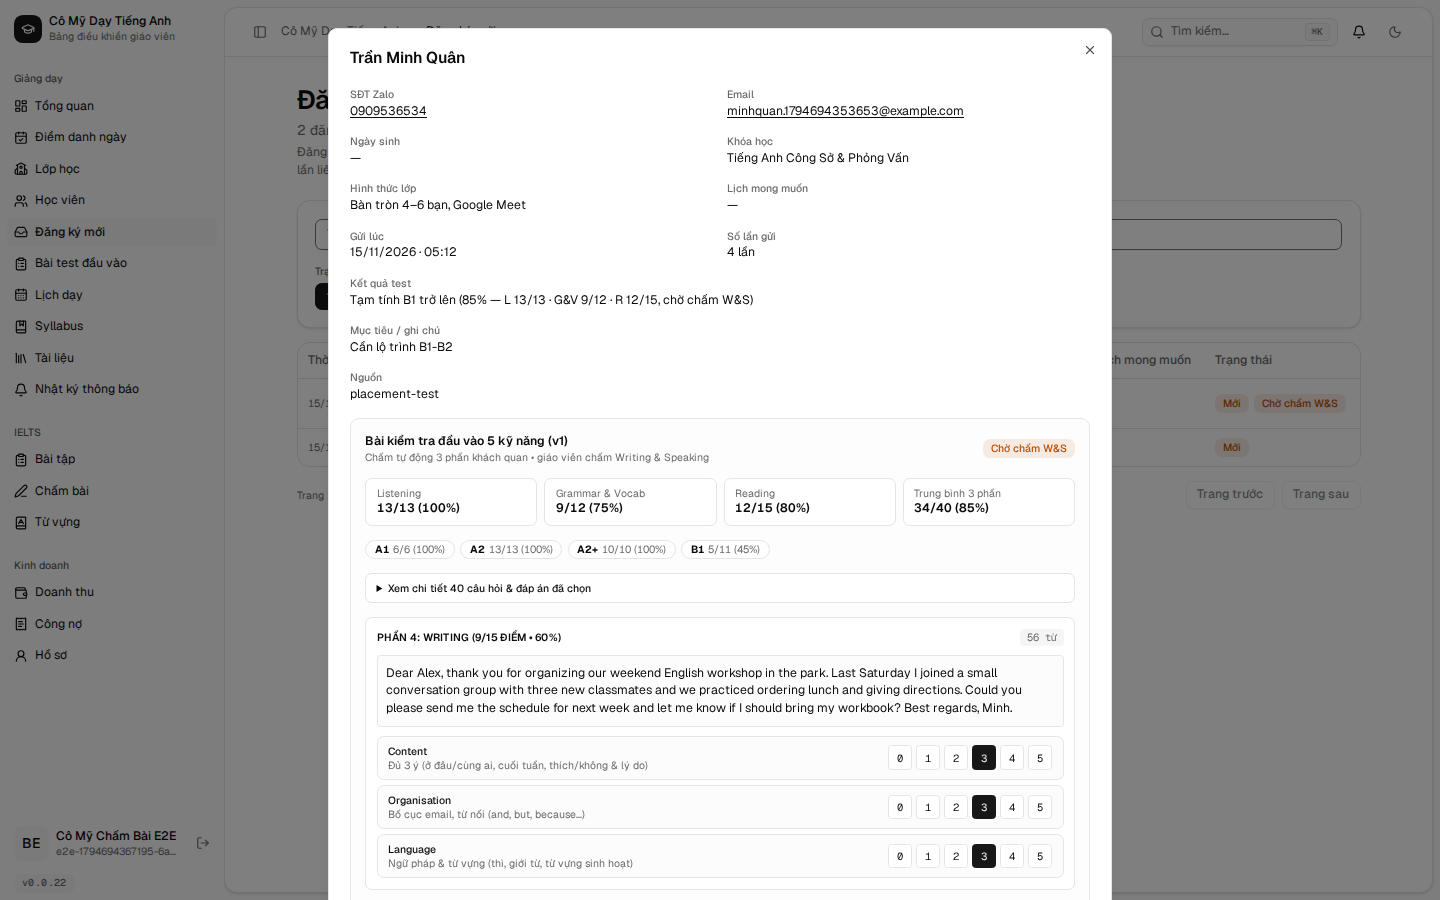 Cô Mỹ Dạy Tiếng Anh
Bảng điều khiển giáo viên
Giảng dạy
Tổng quan
Điểm danh ngày
Lớp học
Học viên
Đăng ký mới
Bài test đầu vào
Lịch dạy
Syllabus
Tài liệu
Nhật ký thông báo
IELTS
Bài tập
Chấm bài
Từ vựng
Kinh doanh
Doanh thu
Công nợ
Hồ sơ
BE
Cô Mỹ Chấm Bài E2E
e2e-1794694367195-6a...
v0.0.22
Tìm kiếm...
⌘K
Trần Minh Quân
SĐT Zalo
0909536534
Email
minhquan.1794694353653@example.com
Ngày sinh
—
Khóa học
Tiếng Anh Công Sở & Phỏng Vấn
Hình thức lớp
Bàn tròn 4–6 bạn, Google Meet
Lịch mong muốn
—
Gửi lúc
15/11/2026 · 05:12
Số lần gửi
4 lần
Kết quả test
Tạm tính B1 trở lên (85% — L 13/13 · G&V 9/12 · R 12/15, chờ chấm W&S)
Mục tiêu / ghi chú
Cần lộ trình B1-B2
Nguồn
placement-test
Bài kiểm tra đầu vào 5 kỹ năng (v1)
Chấm tự động 3 phần khách quan • giáo viên chấm Writing & Speaking
Chờ chấm W&S
Listening
13/13 (100%)
Grammar & Vocab
9/12 (75%)
Reading
12/15 (80%)
Trung bình 3 phần
34/40 (85%)
A1 6/6 (100%)
A2 13/13 (100%)
A2+ 10/10 (100%)
B1 5/11 (45%)
▶ Xem chi tiết 40 câu hỏi & đáp án đã chọn
PHẦN 4: WRITING (9/15 ĐIỂM • 60%)
56 từ
Dear Alex, thank you for organizing our weekend English workshop in the park. Last Saturday I joined a small
conversation group with three new classmates and we practiced ordering lunch and giving directions. Could you
please send me the schedule for next week and let me know if I should bring my workbook? Best regards, Minh.
Content
Đủ 3 ý (ở đâu/cùng ai, cuối tuần, thích/không & lý do)
0 1 2 3 4 5
Organisation
Bố cục email, từ nối (and, but, because...)
0 1 2 3 4 5
Language
Ngữ pháp & từ vựng (thì, giới từ, từ vựng sinh hoạt)
0 1 2 3 4 5
mong muốn
Trạng thái
Mới
Chờ chấm W&S
Mới
Trang
Trang trước
Trang sau